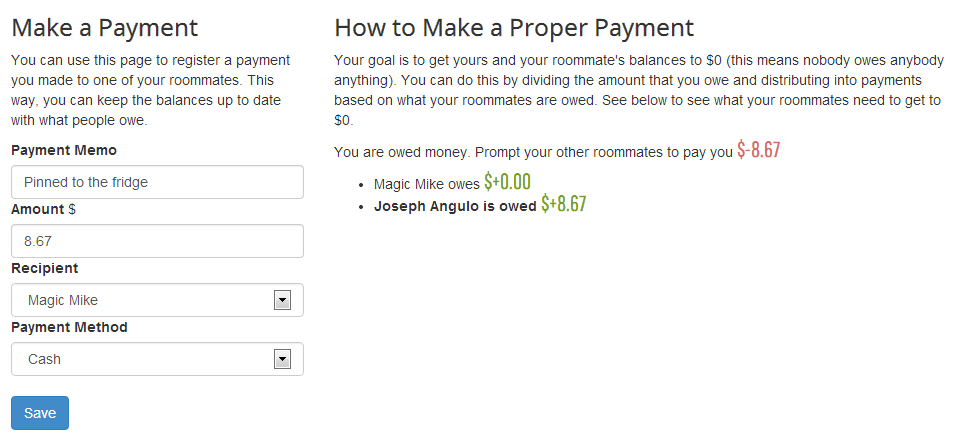 Make a Payment
You can use this page to register a payment
you made to one of your roommates. This
way, you can keep the balances up to date
with what people owe.
Payment Memo
Pinned to the fridge
Amount $
8.67
Recipient
Magic Mike
Payment Method
Cash
Save
How to Make a Proper Payment
Your goal is to get yours and your roommate's balances to $0 (this means nobody owes anybody
anything). You can do this by dividing the amount that you owe and distributing into payments
based on what your roommates are owed. See below to see what your roommates need to get to
$0.
You are owed money. Prompt your other roommates to pay you $-8.67
• Magic Mike owes $+0.00
• Joseph Angulo is owed $+8.67